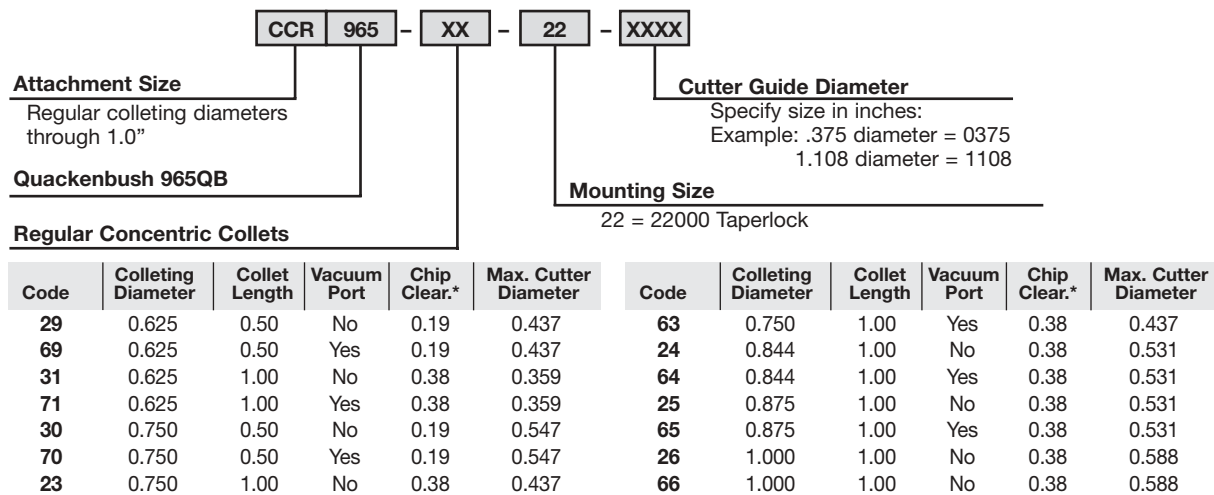 CCR 965 – XX – 22 – XXXX
Attachment Size
Regular colleting diameters
through 1.0”
Quackenbush 965QB
Regular Concentric Collets
Cutter Guide Diameter
Specify size in inches:
Example: .375 diameter = 0375
1.108 diameter = 1108
Mounting Size
22 = 22000 Taperlock
Code Colleting Diameter Collet Length Vacuum Port Chip Clear.* Max. Cutter Diameter
29 0.625 0.50 No 0.19 0.437
69 0.625 0.50 Yes 0.19 0.437
31 0.625 1.00 No 0.38 0.359
71 0.625 1.00 Yes 0.38 0.359
30 0.750 0.50 No 0.19 0.547
70 0.750 0.50 Yes 0.19 0.547
23 0.750 1.00 No 0.38 0.437
Code Colleting Diameter Collet Length Vacuum Port Chip Clear.* Max. Cutter Diameter
63 0.750 1.00 Yes 0.38 0.437
24 0.844 1.00 No 0.38 0.531
64 0.844 1.00 Yes 0.38 0.531
25 0.875 1.00 No 0.38 0.531
65 0.875 1.00 Yes 0.38 0.531
26 1.000 1.00 No 0.38 0.588
66 1.000 1.00 No 0.38 0.588